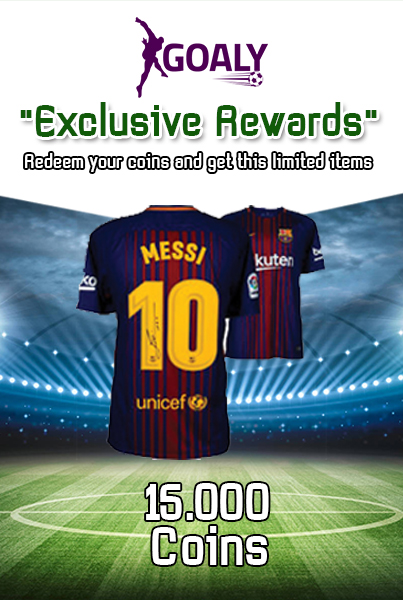 GOALY
"Exclusive Rewards"
Redeem your coins and get this limited items
MESSI
10
unicef
kuten
15.000
Coins